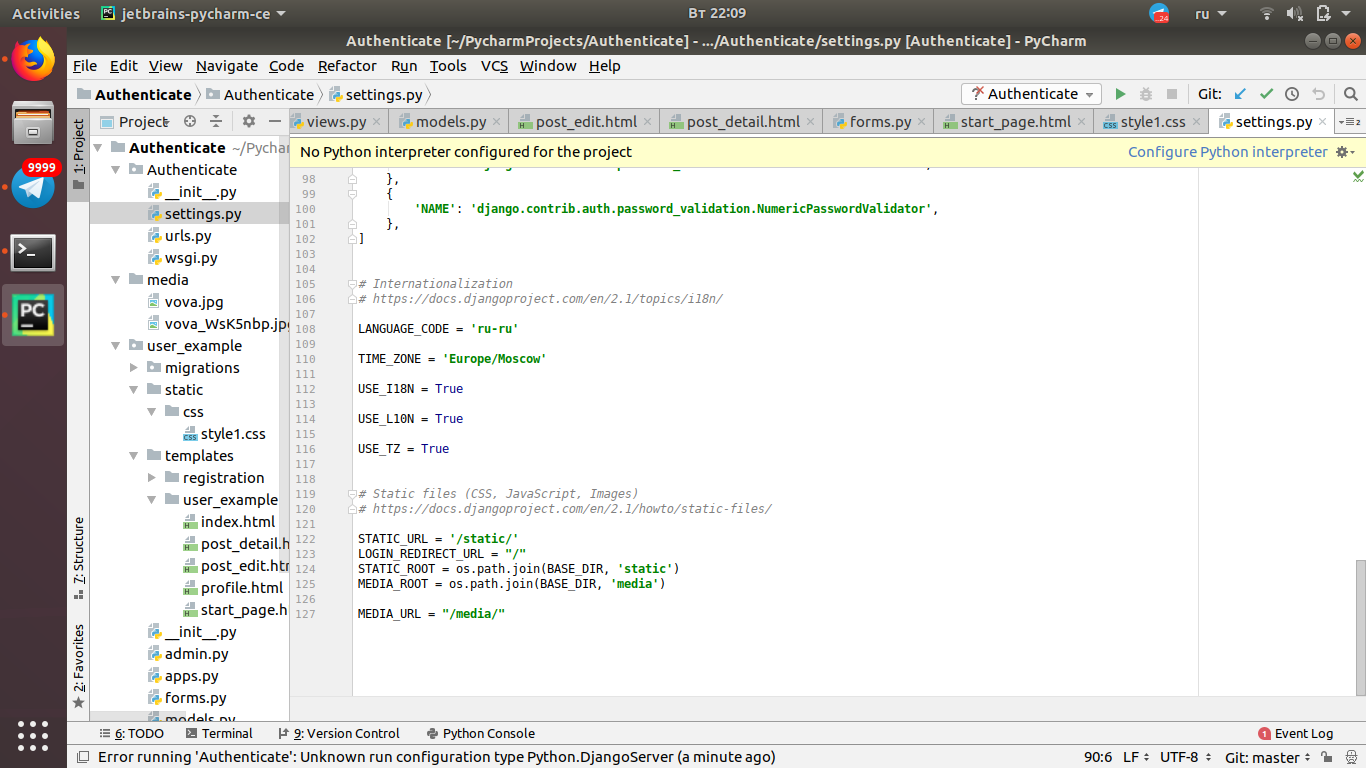 Activities
jetbrains-pycharm-ce
Вт 22:09
24
ru
Authenticate [~/PycharmProjects/Authenticate] - .../Authenticate/settings.py [Authenticate] - PyCharm
File Edit View Navigate Code Refactor Run Tools VCS Window Help
Authenticate Authenticate settings.py
Authenticate
Git:
1: Project
Project
views.py models.py post_edit.html post_detail.html forms.py start_page.html style1.css settings.py
2
No Python interpreter configured for the project
Configure Python interpreter
9999
PC
Authenticate ~/Pycharm
Authenticate
__init__.py
settings.py
urls.py
wsgi.py
media
vova.jpg
vova_WsK5nbp.jpg
user_example
migrations
static
css
style1.css
templates
registration
user_example
index.html
post_detail.h
post_edit.htm
profile.html
start_page.h
__init__.py
admin.py
apps.py
forms.py
models.py
7: Structure
2: Favorites
98 },
99 {
100 'NAME': 'django.contrib.auth.password_validation.NumericPasswordValidator',
101 },
102 ]
103
104
105 # Internationalization
106 # https://docs.djangoproject.com/en/2.1/topics/i18n/
107
108 LANGUAGE_CODE = 'ru-ru'
109
110 TIME_ZONE = 'Europe/Moscow'
111
112 USE_I18N = True
113
114 USE_L10N = True
115
116 USE_TZ = True
117
118
119 # Static files (CSS, JavaScript, Images)
120 # https://docs.djangoproject.com/en/2.1/howto/static-files/
121
122 STATIC_URL = '/static/'
123 LOGIN_REDIRECT_URL = "/"
124 STATIC_ROOT = os.path.join(BASE_DIR, 'static')
125 MEDIA_ROOT = os.path.join(BASE_DIR, 'media')
126
127 MEDIA_URL = "/media/"
6: TODO Terminal 9: Version Control Python Console
1 Event Log
Error running 'Authenticate': Unknown run configuration type Python.DjangoServer (a minute ago)
90:6 LF UTF-8 Git: master